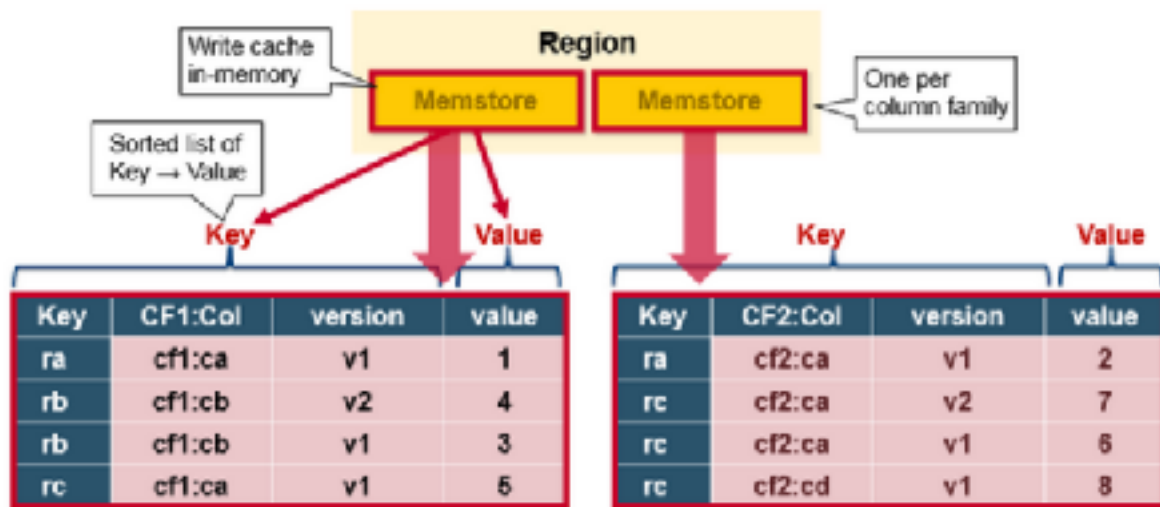 Region
Write cache
in-memory
Memstore
Memstore
One per
column family
Sorted list of
Key → Value
Key
Value
Key
Value
Key CF1:Col version value
ra cf1:ca v1 1
rb cf1:cb v2 4
rb cf1:cb v1 3
rc cf1:ca v1 5
Key CF2:Col version value
ra cf2:ca v1 2
rc cf2:ca v2 7
rc cf2:ca v1 6
rc cf2:cd v1 8